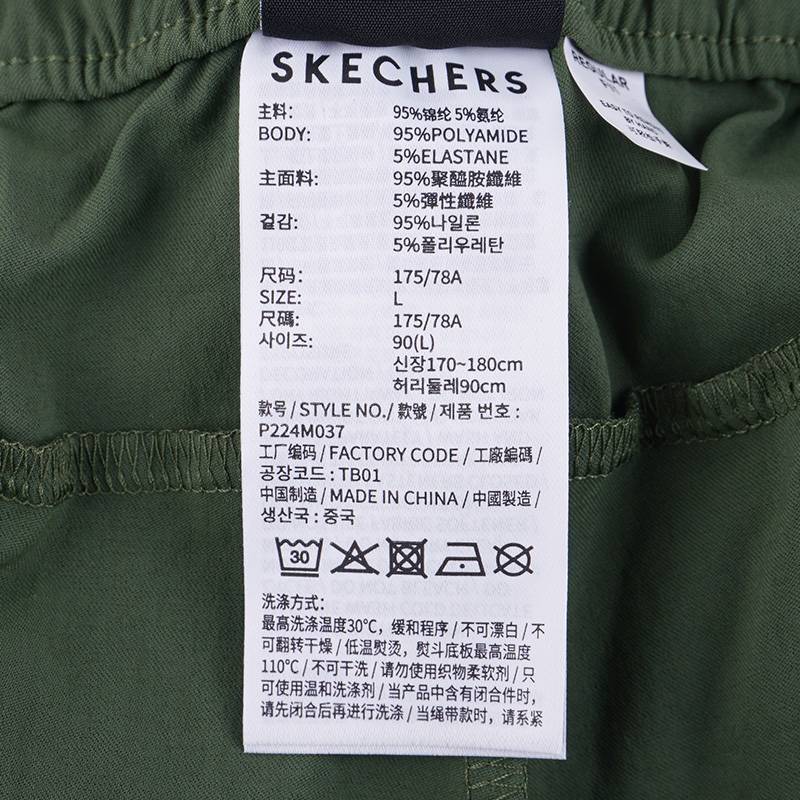 SKECHERS
REGULAR
FIT
主料: 95%锦纶 5%氨纶
BODY: 95%POLYAMIDE
5%ELASTANE
主面料: 95%聚醯胺纖維
5%彈性纖維
겉감: 95%나일론
5%폴리우레탄
尺码: 175/78A
SIZE: L
尺碼: 175/78A
사이즈: 90(L)
신장170~180cm
허리둘레90cm
款号 / STYLE NO. / 款號 / 제품 번호 :
P224M037
工厂编码 / FACTORY CODE / 工廠編碼 /
공장코드 : TB01
中国制造 / MADE IN CHINA / 中國製造 /
생산국 : 중국
30
洗涤方式:
最高洗涤温度30℃, 缓和程序 / 不可漂白 / 不
可翻转干燥 / 低温熨烫, 熨斗底板最高温度
110℃ / 不可干洗 / 请勿使用织物柔软剂 / 只
可使用温和洗涤剂 / 当产品中含有闭合件时,
请先闭合后再进行洗涤 / 当绳带款时, 请系紧